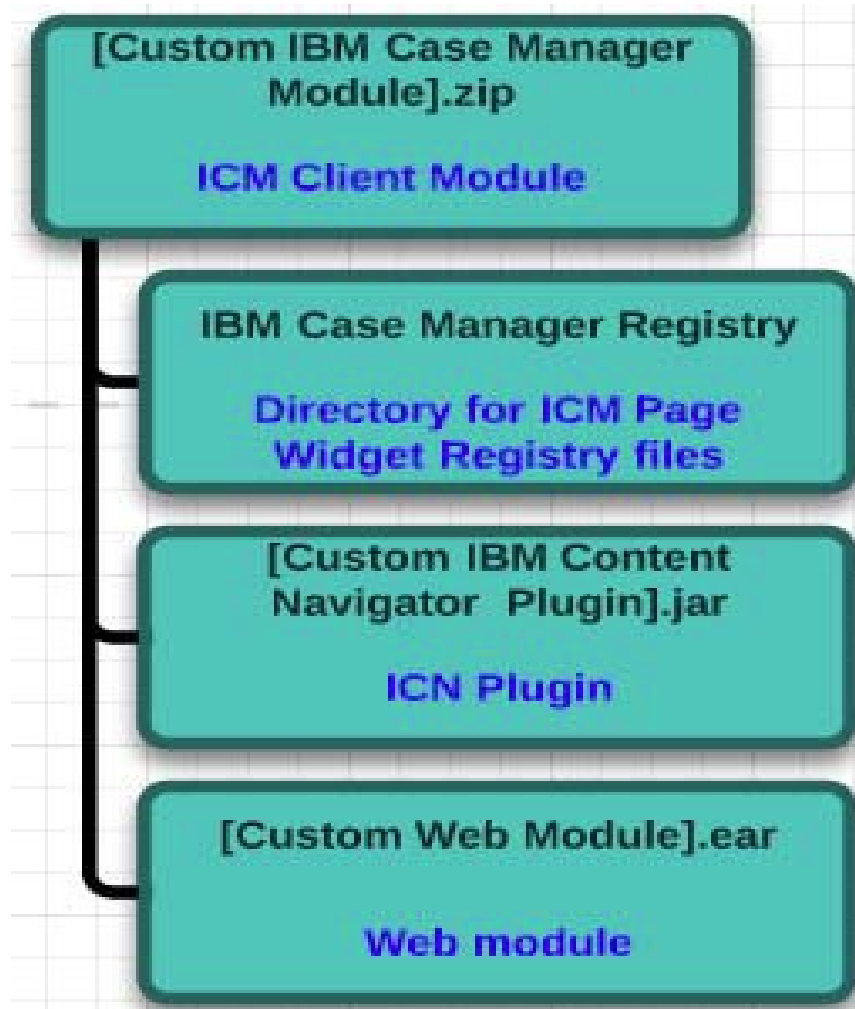 [Custom IBM Case Manager
Module].zip
ICM Client Module
IBM Case Manager Registry
Directory for ICM Page
Widget Registry files
[Custom IBM Content
Navigator Plugin].jar
ICN Plugin
[Custom Web Module].ear
Web module